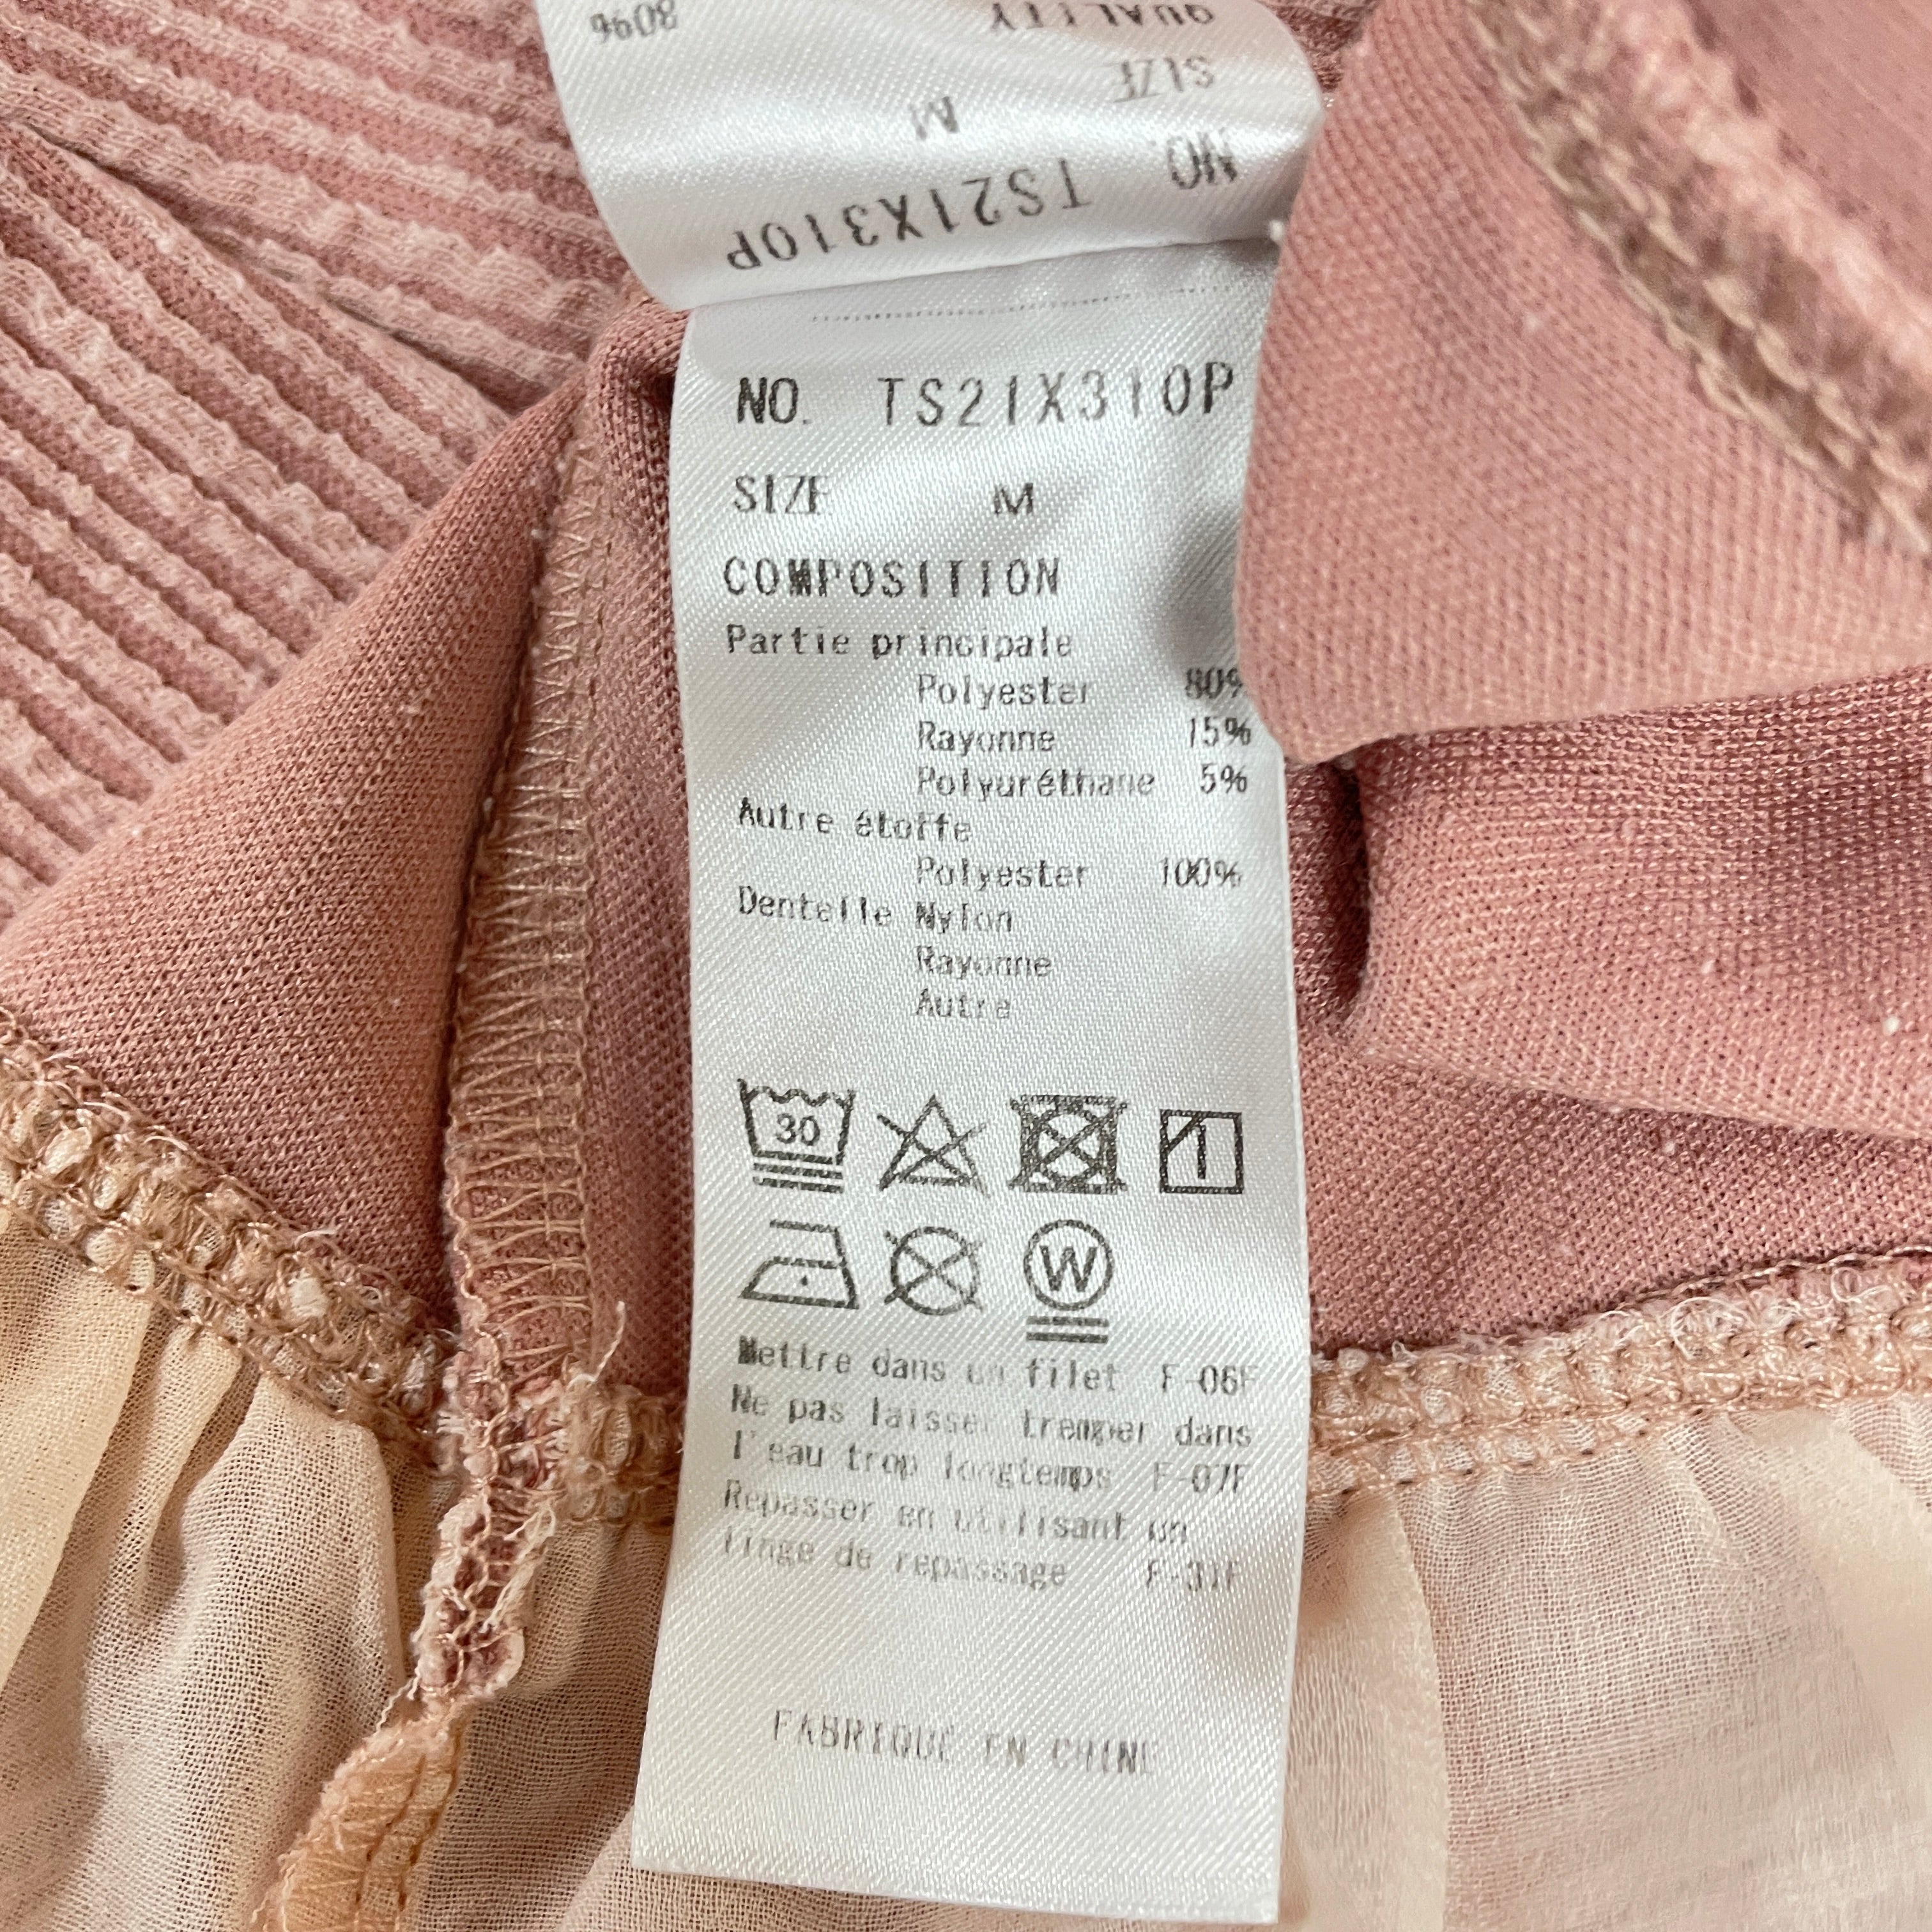 80%
QUALITY
SIZE M
NO. TS21X310P
NO. TS21X310P
SIZE M
COMPOSITION
Partie principale
Polyester 80%
Rayonne 15%
Polyuréthane 5%
Autre étoffe
Polyester 100%
Dentelle Nylon
Rayonne
Autre
30
1
W
Mettre dans un filet F-06F
Ne pas laisser tremper dans
l'eau trop longtemps F-07F
Repasser en utilisant un
linge de repassage F-31F
FABRIQUÉ EN CHINE